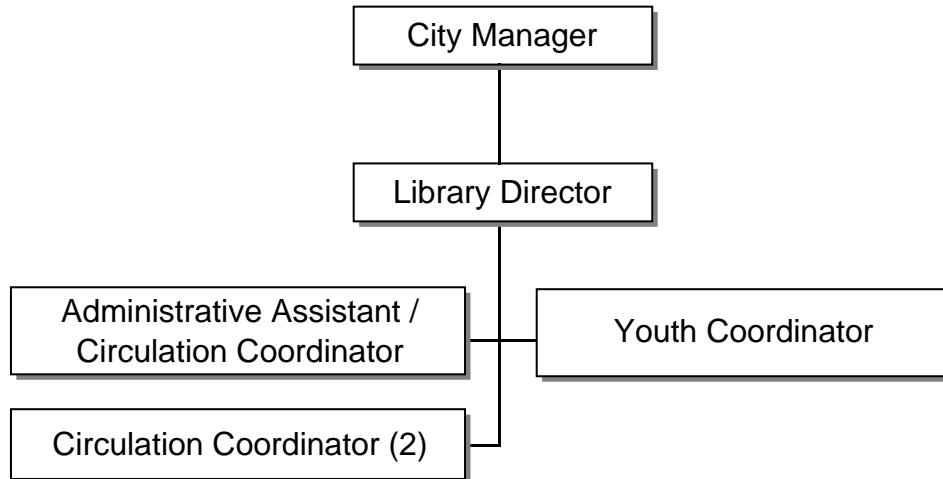 City Manager
Library Director
Administrative Assistant /
Circulation Coordinator
Youth Coordinator
Circulation Coordinator (2)